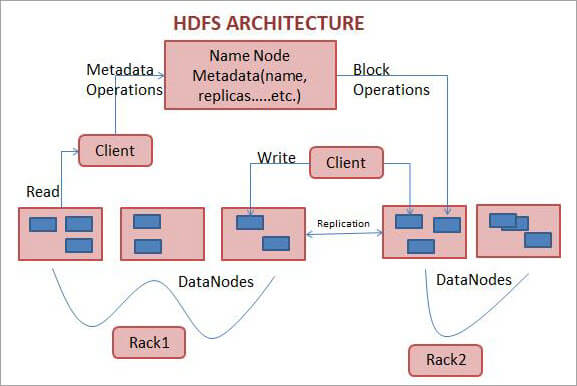 HDFS ARCHITECTURE
Name Node
Metadata(name,
replicas.....etc.)
Metadata
Operations
Block
Operations
Client
Write
Client
Read
Replication
DataNodes
DataNodes
Rack1
Rack2